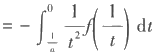 = − ∫_{1/a}^{0} 1/t² f(1/t) dt